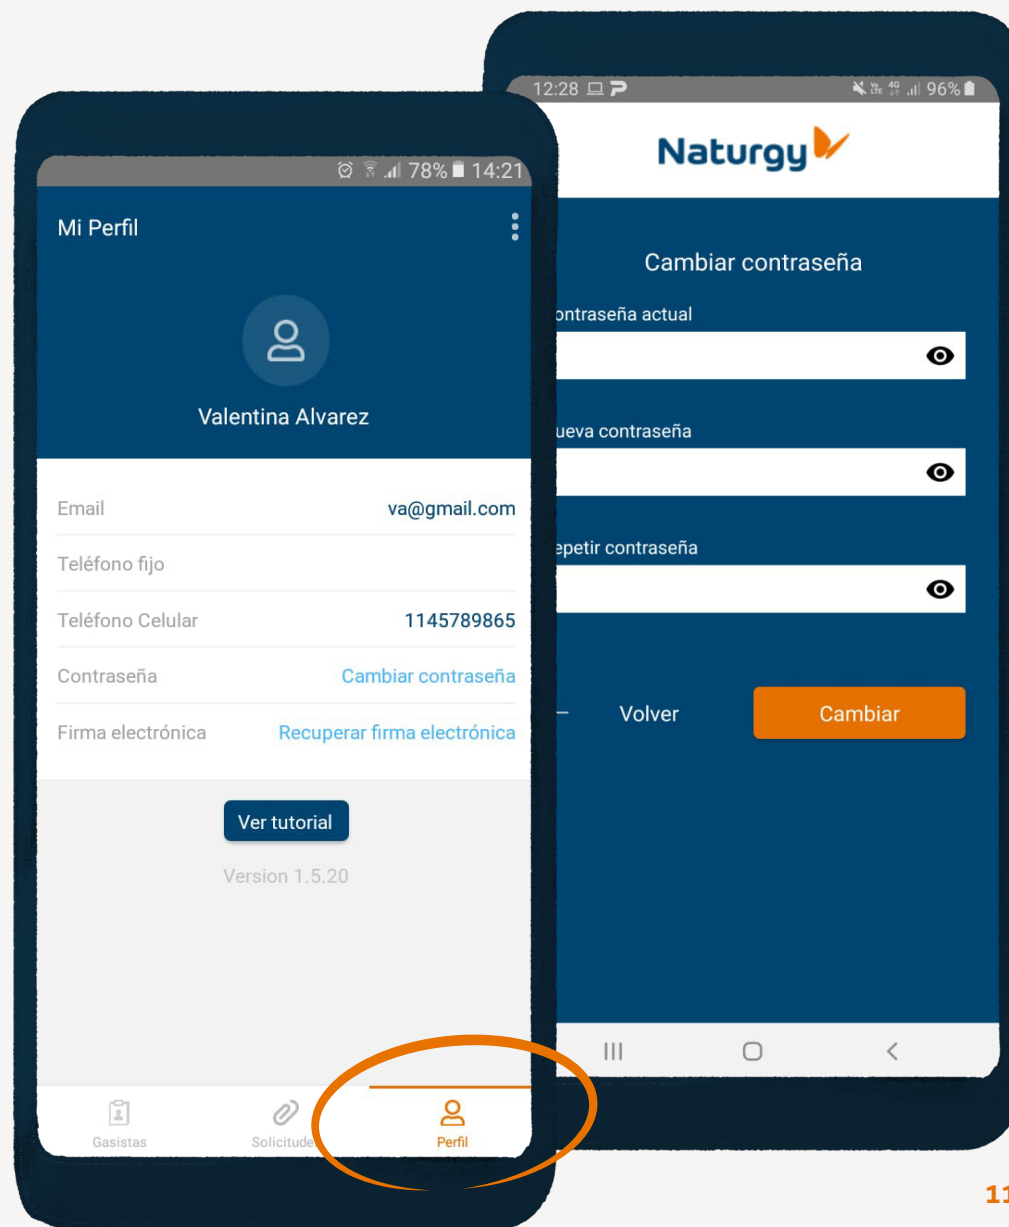 14:21
78%
Mi Perfil
Valentina Alvarez
Email va@gmail.com
Teléfono fijo
Teléfono Celular 1145789865
Contraseña Cambiar contraseña
Firma electrónica Recuperar firma electrónica
Ver tutorial
Version 1.5.20
Gasistas Solicitude Perfil
12:28 96%
Naturgy
Cambiar contraseña
ontraseña actual
ueva contraseña
epetir contraseña
Volver Cambiar
11